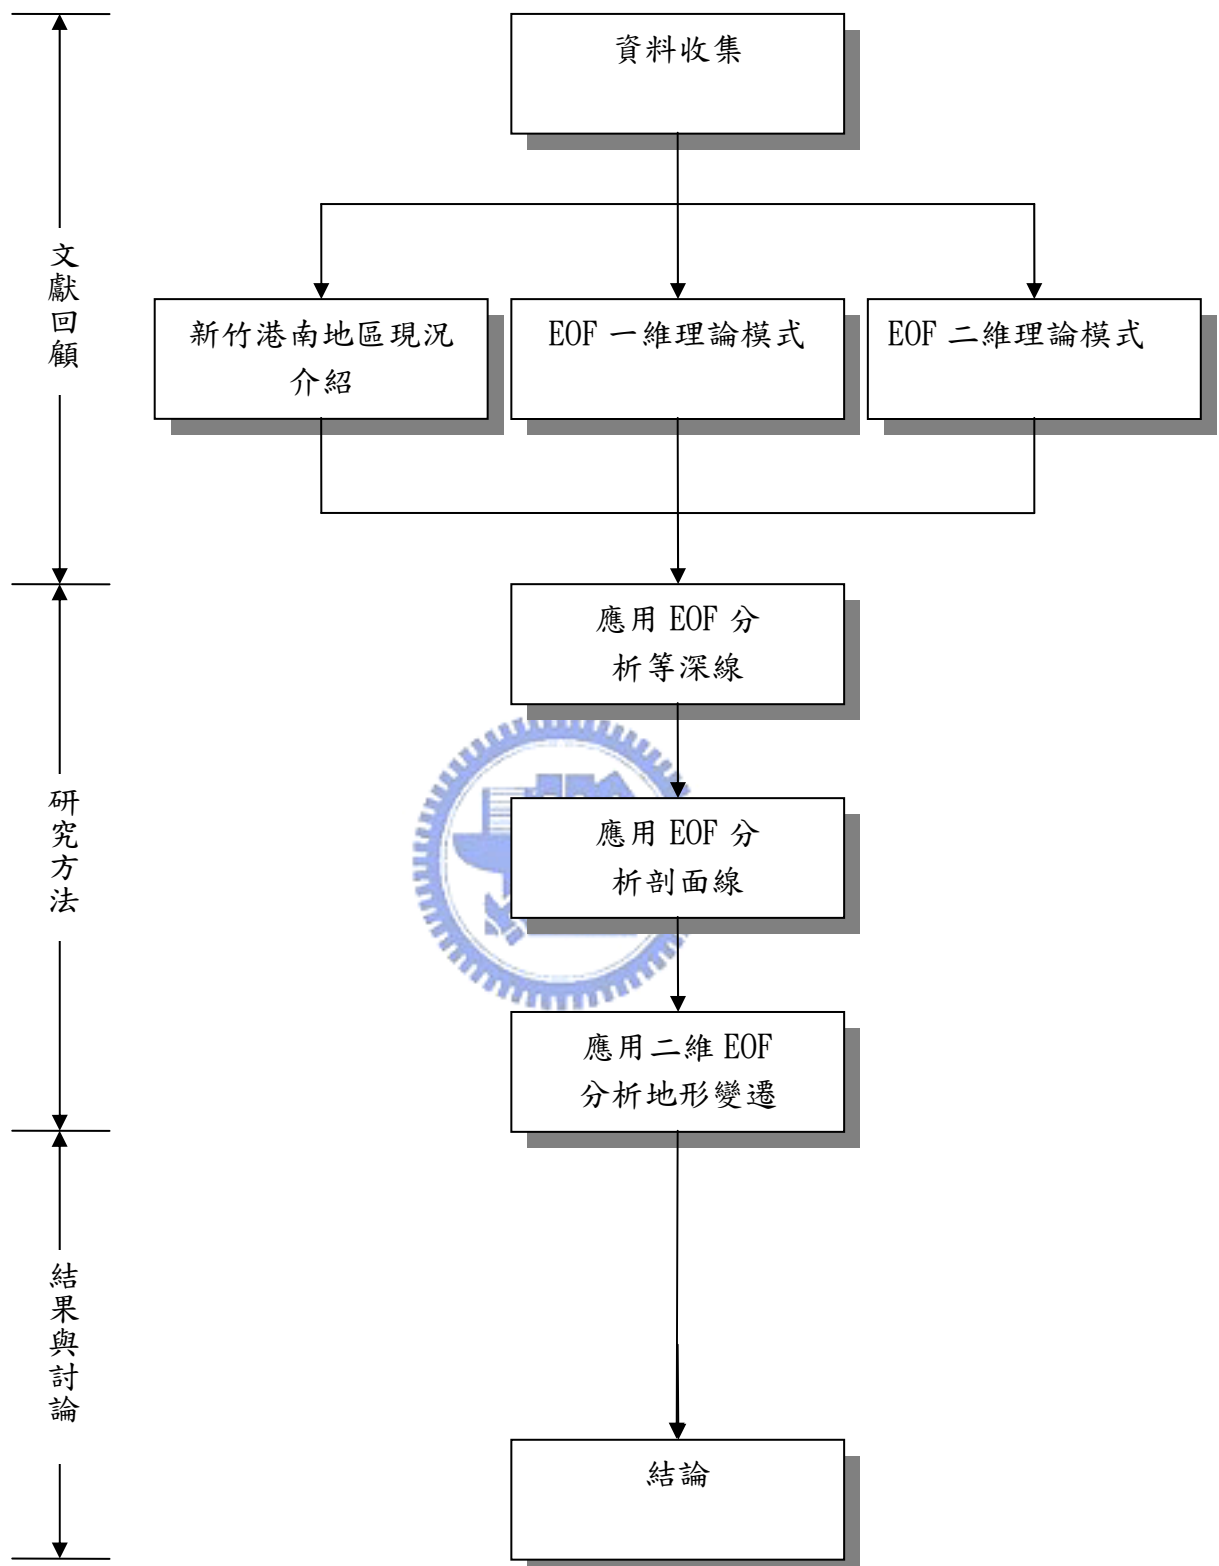 資料收集
文獻回顧
新竹港南地區現況
介紹
EOF 一維理論模式
EOF 二維理論模式
應用 EOF 分
析等深線
研究方法
應用 EOF 分
析剖面線
應用二維 EOF
分析地形變遷
結果與討論
結論